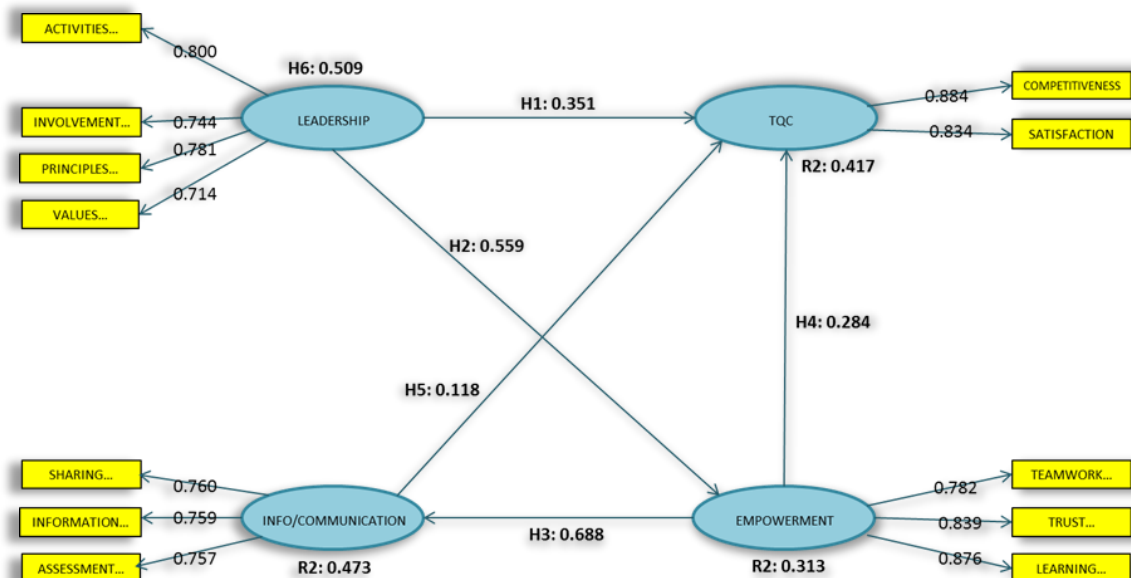 ACTIVITIES...
0.800
H6: 0.509
INVOLVEMENT...
0.744
LEADERSHIP
H1: 0.351
TQC
0.884
COMPETITIVENESS
0.834
SATISFACTION
PRINCIPLES...
0.781
R2: 0.417
VALUES...
0.714
H2: 0.559
H4: 0.284
H5: 0.118
SHARING...
0.760
INFORMATION...
0.759
INFO/COMMUNICATION
H3: 0.688
EMPOWERMENT
0.782
TEAMWORK...
0.839
TRUST...
ASSESSMENT...
0.757
R2: 0.473
R2: 0.313
0.876
LEARNING...